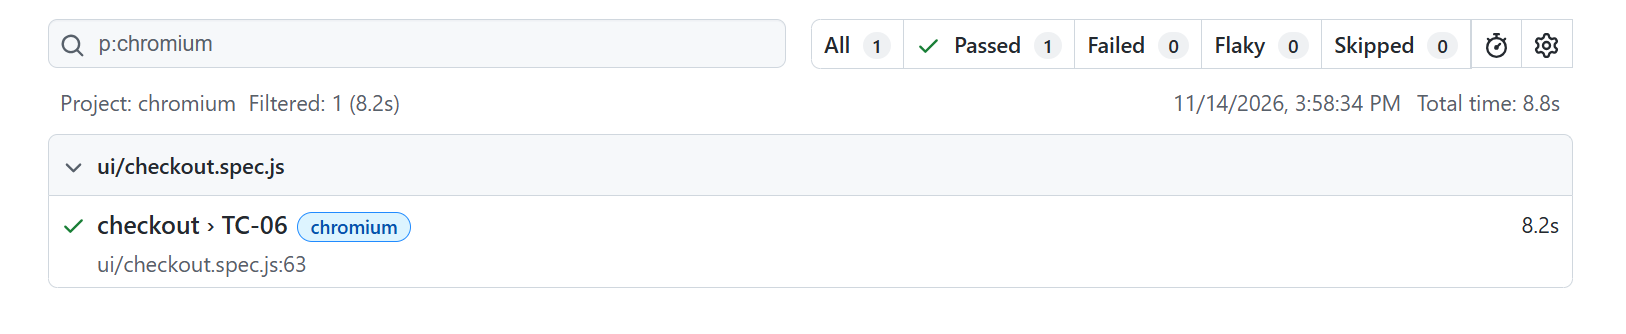 p:chromium
All 1 Passed 1 Failed 0 Flaky 0 Skipped 0
Project: chromium Filtered: 1 (8.2s)
11/14/2026, 3:58:34 PM Total time: 8.8s
ui/checkout.spec.js
checkout › TC-06 chromium 8.2s
ui/checkout.spec.js:63